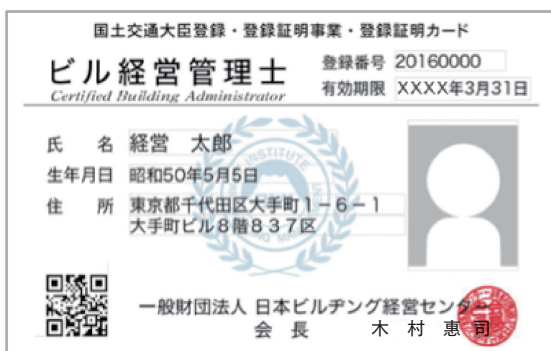 国土交通大臣登録・登録証明事業・登録証明カード
ビル経営管理士
Certified Building Administrator
登録番号 20160000
有効期限 XXXX年3月31日
氏　名 経営　太郎
生年月日 昭和50年5月5日
住　所 東京都千代田区大手町1－6－1
大手町ビル8階837区
一般財団法人 日本ビルヂング経営センター
会　長　木　村　惠　司